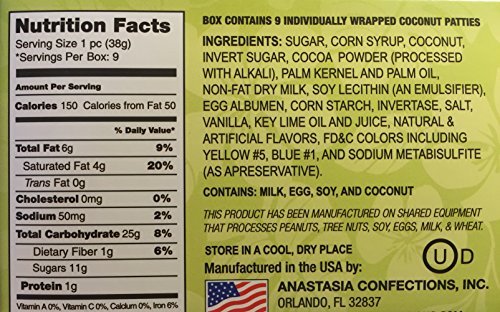 Nutrition Facts
Serving Size 1 pc (38g)
*Servings Per Box: 9
Amount Per Serving
Calories 150 Calories from Fat 50
% Daily Value*
Total Fat 6g 9%
Saturated Fat 4g 20%
Trans Fat 0g
Cholesterol 0mg 0%
Sodium 50mg 2%
Total Carbohydrate 25g 8%
Dietary Fiber 1g 6%
Sugars 11g
Protein 1g
Vitamin A 0%, Vitamin C 0%, Calcium 0%, Iron 6%
BOX CONTAINS 9 INDIVIDUALLY WRAPPED COCONUT PATTIES
INGREDIENTS: SUGAR, CORN SYRUP, COCONUT,
INVERT SUGAR, COCOA POWDER (PROCESSED
WITH ALKALI), PALM KERNEL AND PALM OIL,
NON-FAT DRY MILK, SOY LECITHIN (AN EMULSIFIER),
EGG ALBUMEN, CORN STARCH, INVERTASE, SALT,
VANILLA, KEY LIME OIL AND JUICE, NATURAL &
ARTIFICIAL FLAVORS, FD&C COLORS INCLUDING
YELLOW #5, BLUE #1, AND SODIUM METABISULFITE
(AS APRESERVATIVE).
CONTAINS: MILK, EGG, SOY, AND COCONUT
THIS PRODUCT HAS BEEN MANUFACTURED ON SHARED EQUIPMENT
THAT PROCESSES PEANUTS, TREE NUTS, SOY, EGGS, MILK, & WHEAT.
STORE IN A COOL, DRY PLACE
Manufactured in the USA by:
U D
ANASTASIA CONFECTIONS, INC.
ORLANDO, FL 32837